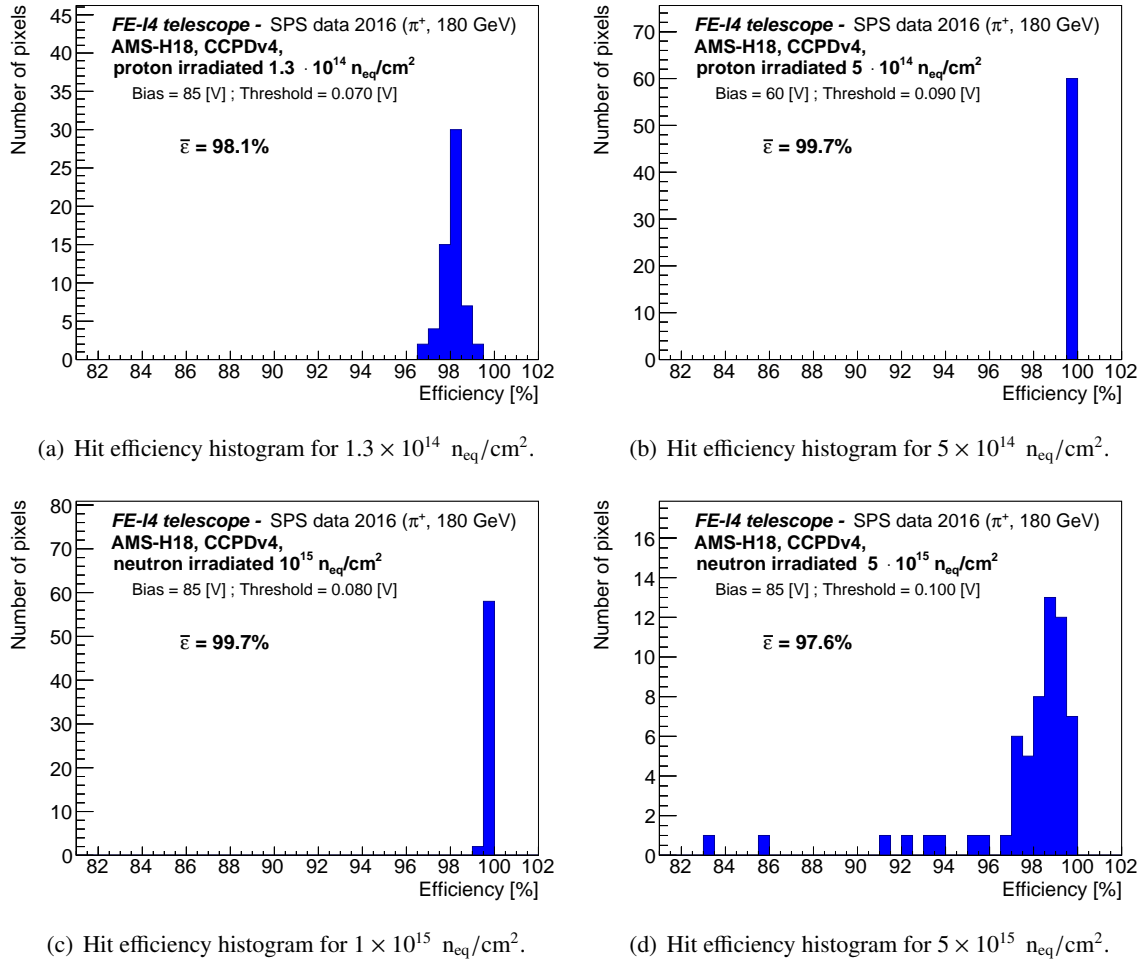 Number of pixels
45
40
35
30
25
20
15
10
5
0
FE-I4 telescope - SPS data 2016 (π⁺, 180 GeV)
AMS-H18, CCPDv4,
proton irradiated 1.3 · 10¹⁴ n_eq/cm²
Bias = 85 [V] ; Threshold = 0.070 [V]
ε̅ = 98.1%
82 84 86 88 90 92 94 96 98 100 102
Efficiency [%]
(a) Hit efficiency histogram for 1.3 × 10¹⁴ n_eq/cm².
Number of pixels
70
60
50
40
30
20
10
0
FE-I4 telescope - SPS data 2016 (π⁺, 180 GeV)
AMS-H18, CCPDv4,
proton irradiated 5 · 10¹⁴ n_eq/cm²
Bias = 60 [V] ; Threshold = 0.090 [V]
ε̅ = 99.7%
82 84 86 88 90 92 94 96 98 100 102
Efficiency [%]
(b) Hit efficiency histogram for 5 × 10¹⁴ n_eq/cm².
Number of pixels
80
70
60
50
40
30
20
10
0
FE-I4 telescope - SPS data 2016 (π⁺, 180 GeV)
AMS-H18, CCPDv4,
neutron irradiated 10¹⁵ n_eq/cm²
Bias = 85 [V] ; Threshold = 0.080 [V]
ε̅ = 99.7%
82 84 86 88 90 92 94 96 98 100 102
Efficiency [%]
(c) Hit efficiency histogram for 1 × 10¹⁵ n_eq/cm².
Number of pixels
16
14
12
10
8
6
4
2
0
FE-I4 telescope - SPS data 2016 (π⁺, 180 GeV)
AMS-H18, CCPDv4,
neutron irradiated 5 · 10¹⁵ n_eq/cm²
Bias = 85 [V] ; Threshold = 0.100 [V]
ε̅ = 97.6%
82 84 86 88 90 92 94 96 98 100 102
Efficiency [%]
(d) Hit efficiency histogram for 5 × 10¹⁵ n_eq/cm².